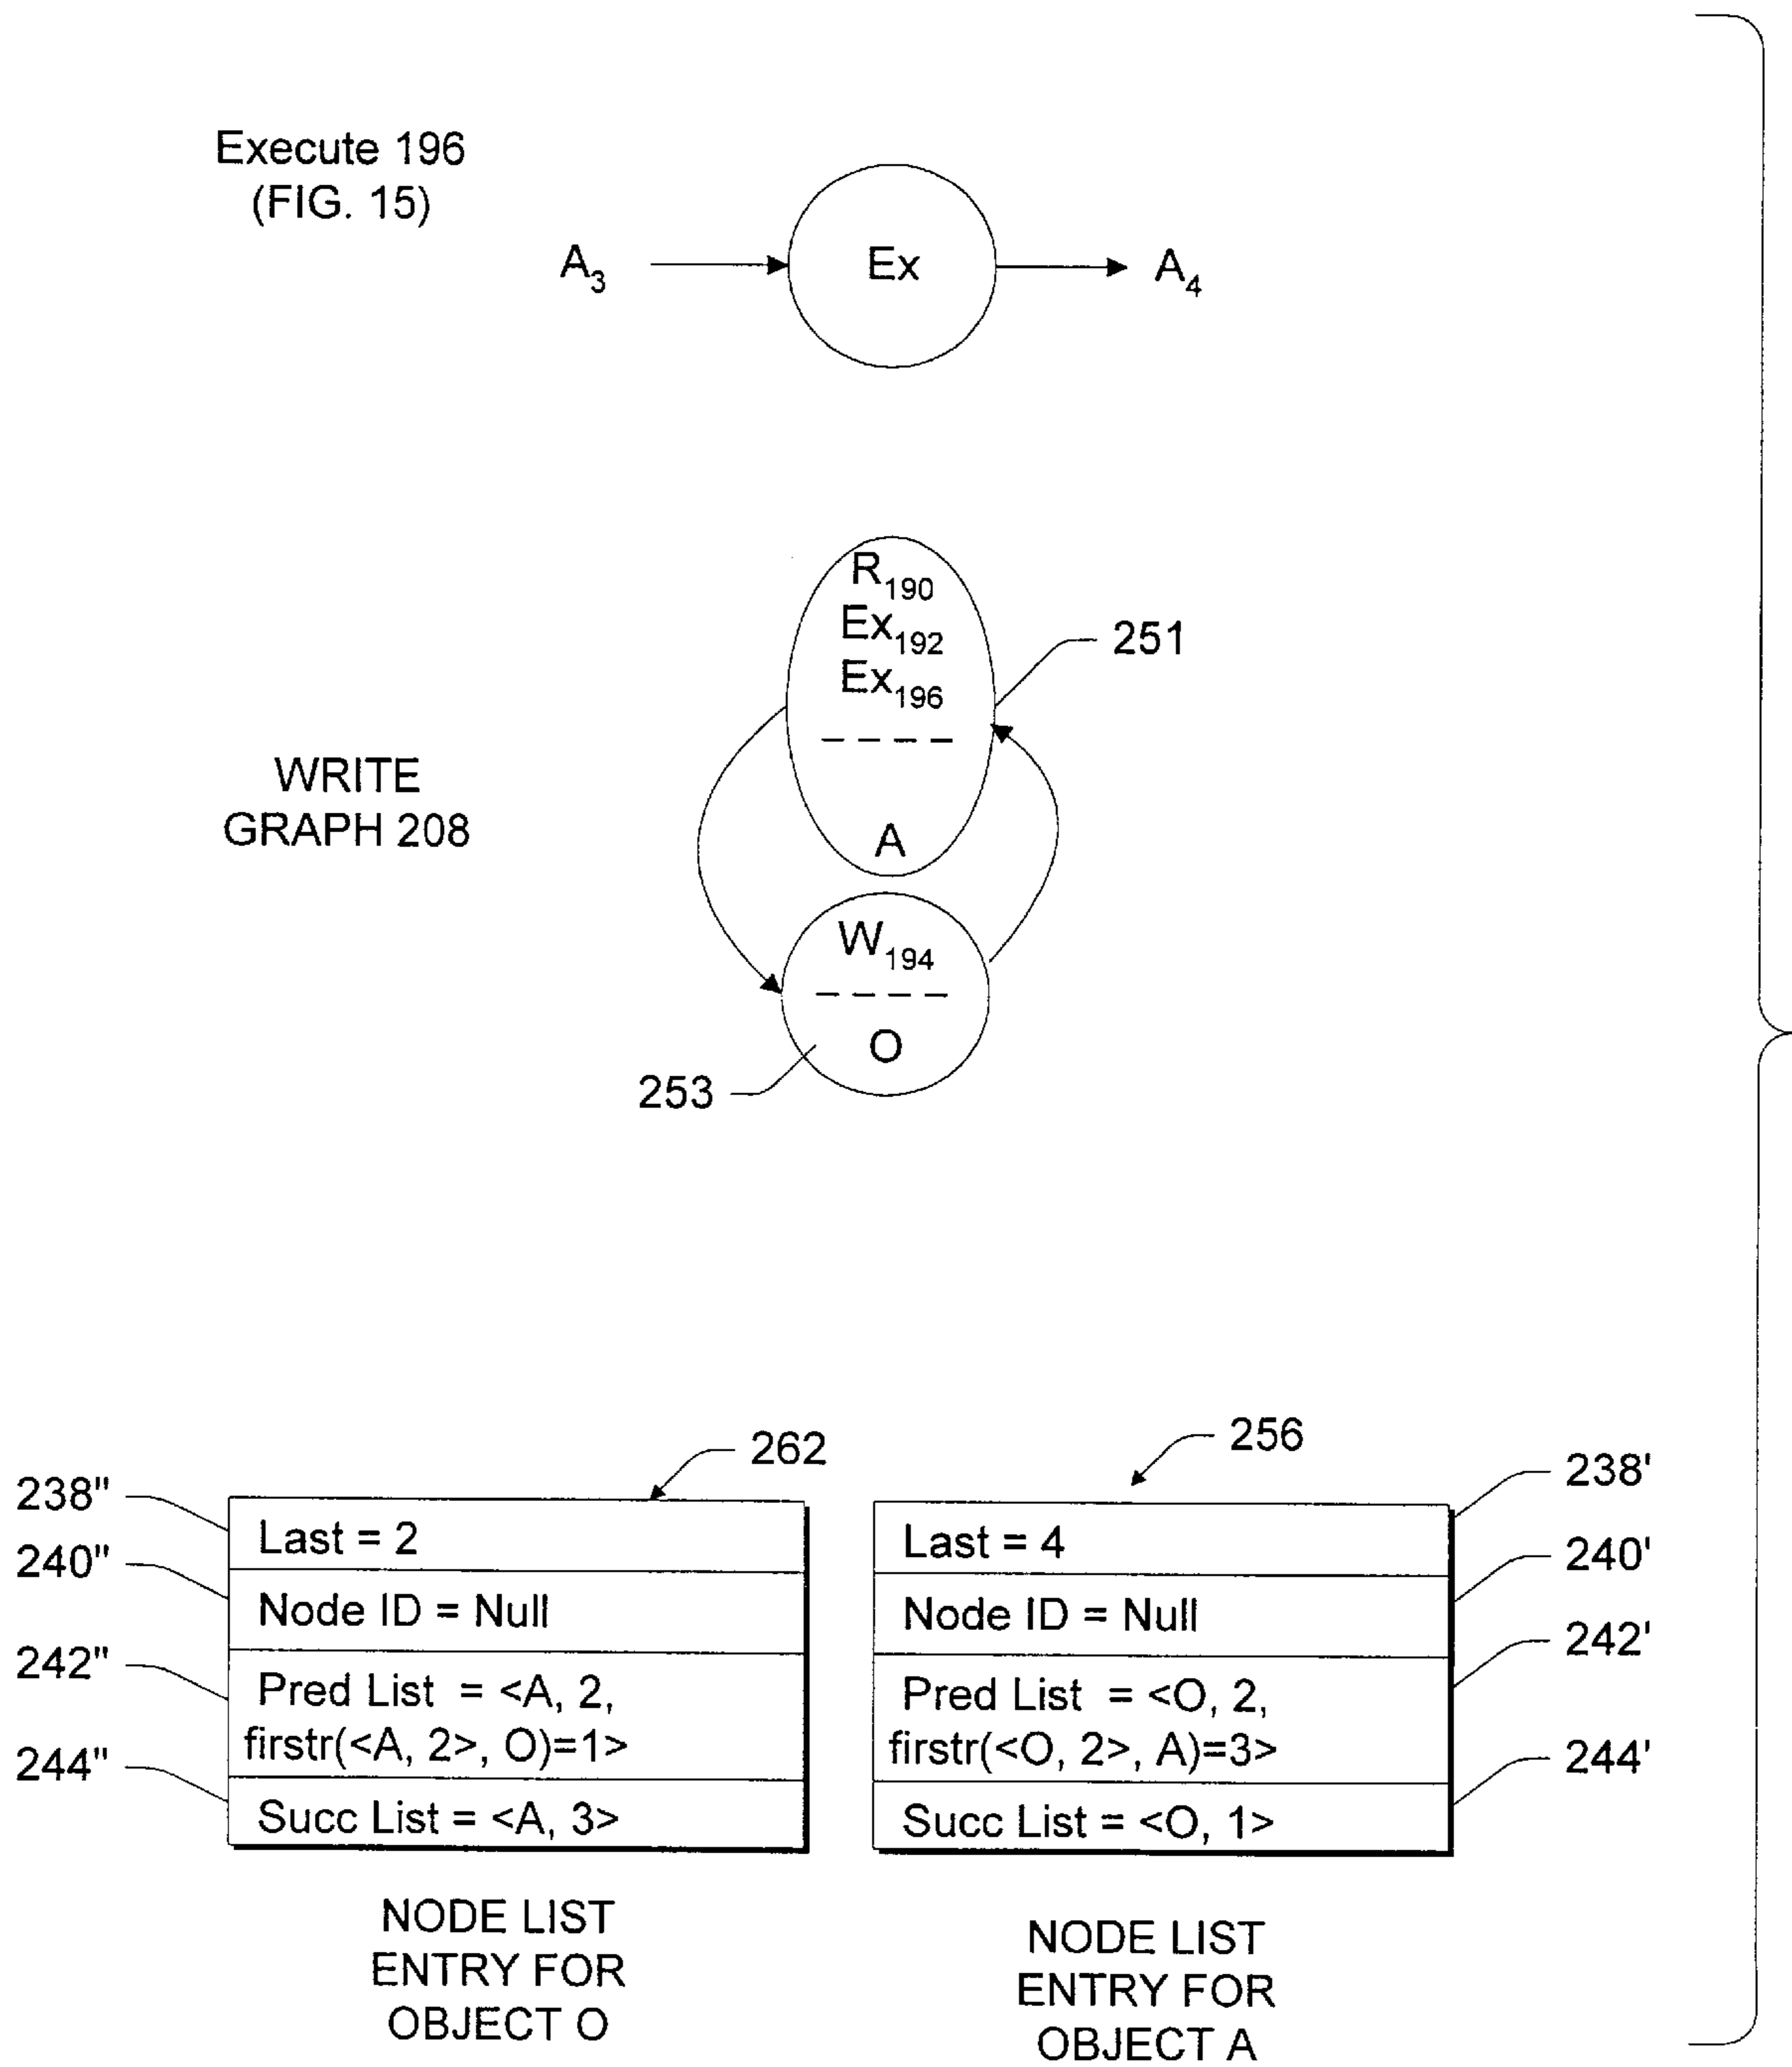 Execute 196
(FIG. 15)
A₃
Ex
A₄
R₁₉₀
Ex₁₉₂
Ex₁₉₆
251
A
WRITE
GRAPH 208
W₁₉₄
O
253
262
256
238"
Last = 2
240"
Node ID = Null
242"
Pred List = <A, 2,
firstr(<A, 2>, O)=1>
244"
Succ List = <A, 3>
238'
Last = 4
240'
Node ID = Null
242'
Pred List = <O, 2,
firstr(<O, 2>, A)=3>
244'
Succ List = <O, 1>
NODE LIST
ENTRY FOR
OBJECT O
NODE LIST
ENTRY FOR
OBJECT A